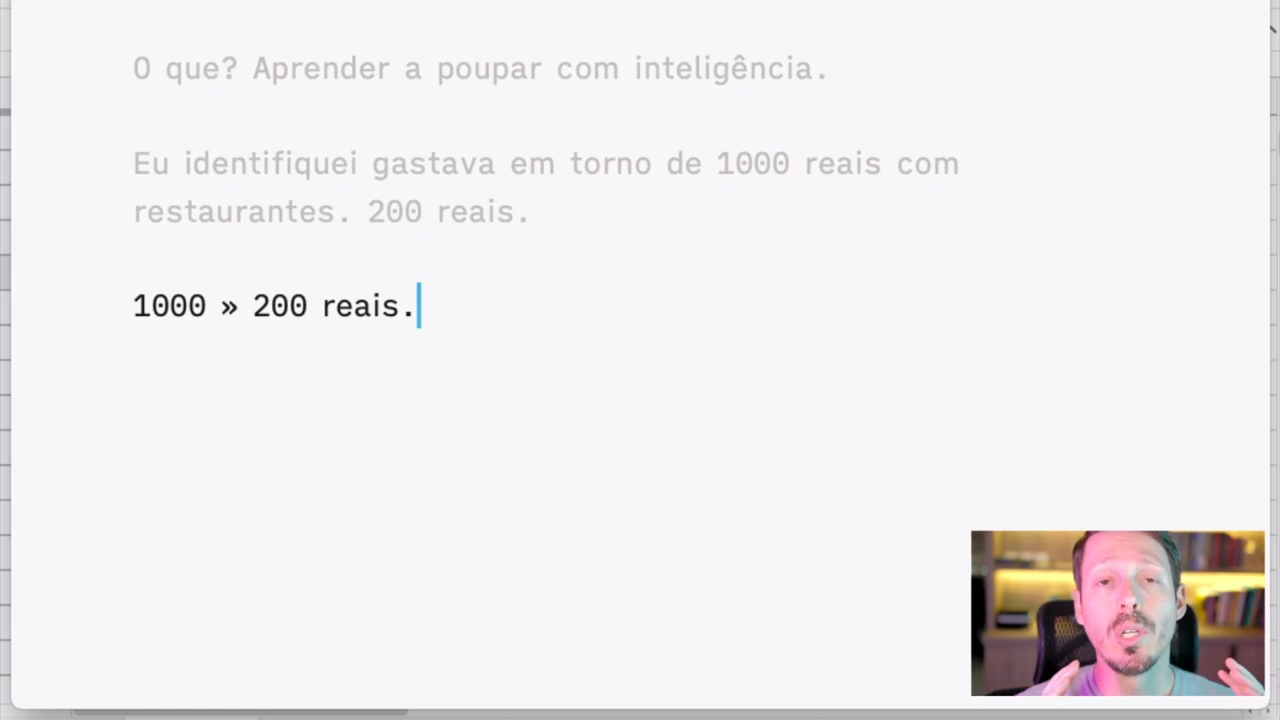 O que? Aprender a poupar com inteligência.
Eu identifiquei gastava em torno de 1000 reais com
restaurantes. 200 reais.
1000 » 200 reais.